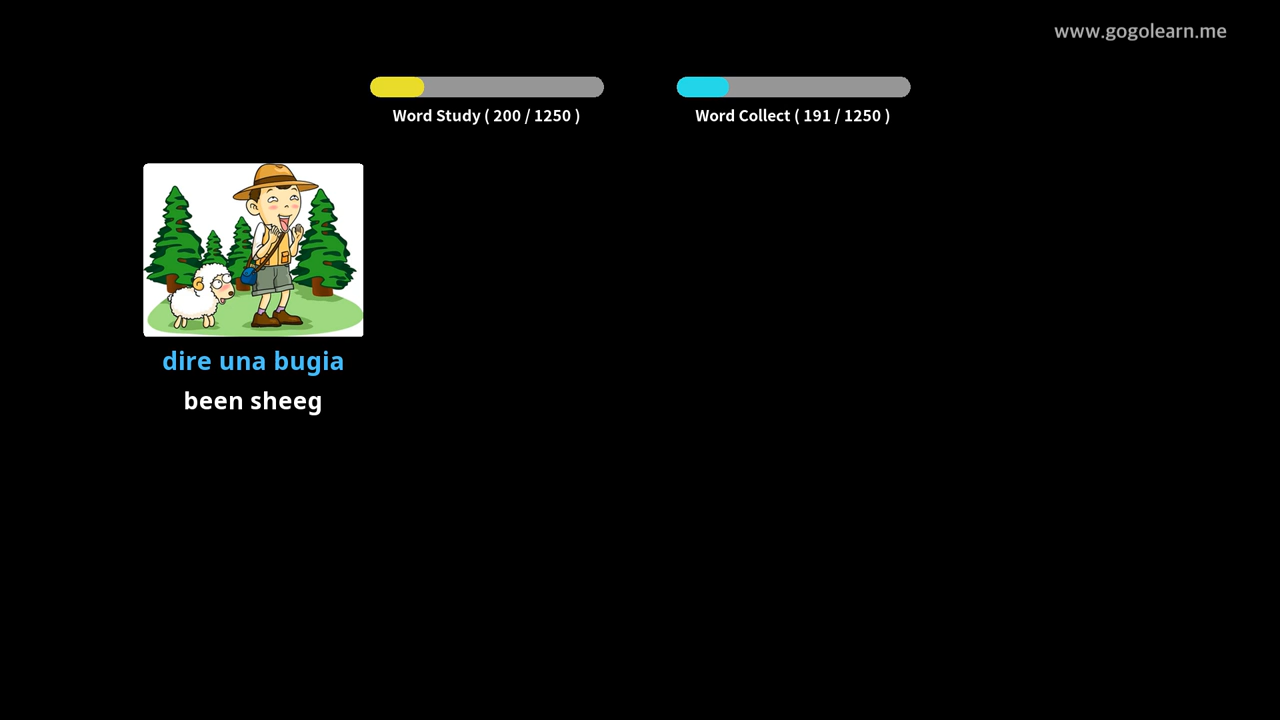 www.gogolearn.me
Word Study ( 200 / 1250 )
Word Collect ( 191 / 1250 )
dire una bugia
been sheeg